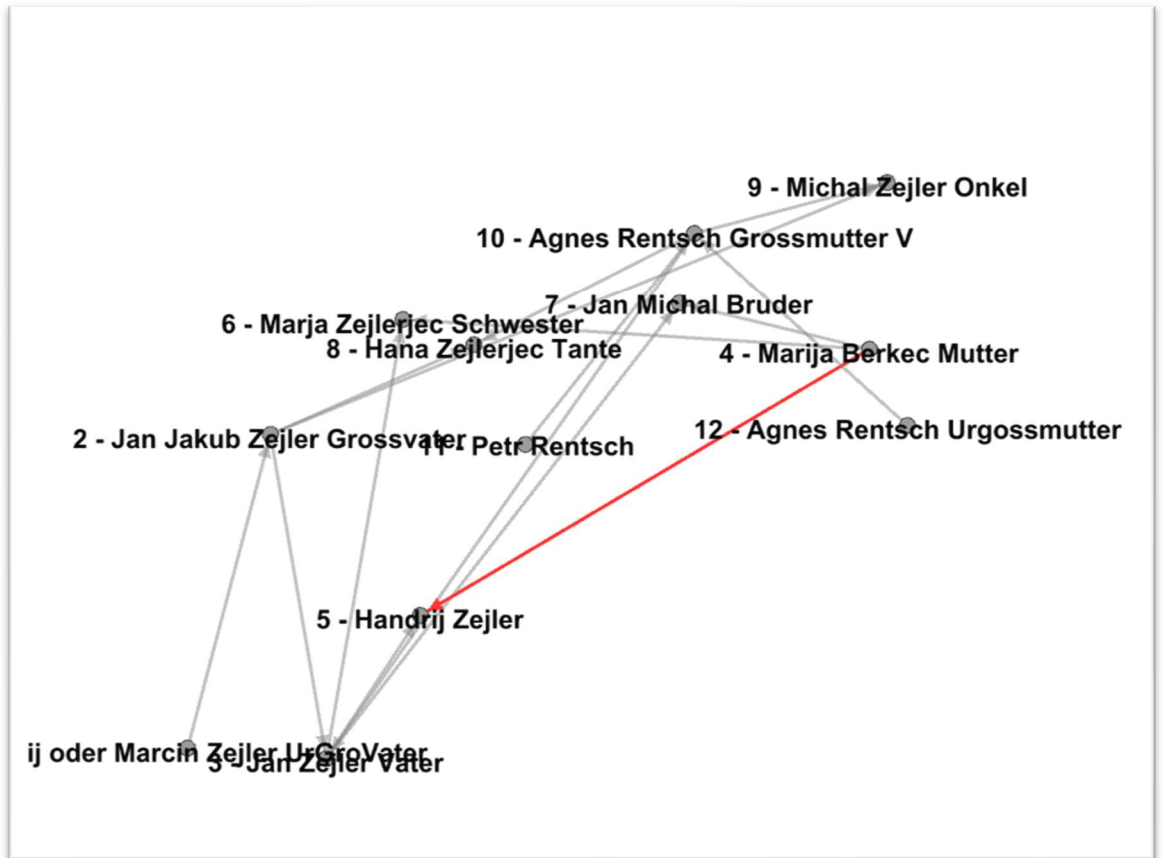 9 - Michal Zejler Onkel
10 - Agnes Rentsch Grossmutter V
7 - Jan Michal Bruder
6 - Marja Zejlerjec Schwester
8 - Hana Zejlerjec Tante
4 - Marija Berkec Mutter
12 - Agnes Rentsch Urgossmutter
2 - Jan Jakub Zejler Grossvater
11 - Petr Rentsch
5 - Handrij Zejler
ij oder Marcin Zejler UrGroVater
3 - Jan Zejler Vater